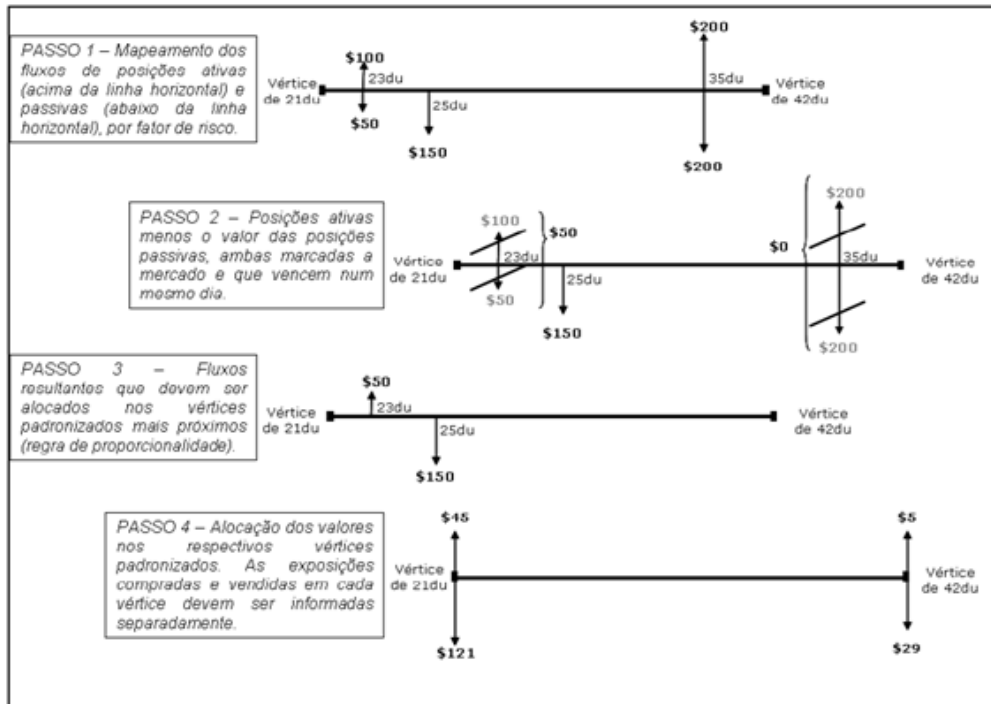 PASSO 1 – Mapeamento dos
fluxos de posições ativas
(acima da linha horizontal) e
passivas (abaixo da linha
horizontal), por fator de risco.
Vértice
de 21du
$100
23du
$50
25du
$150
$200
35du
$200
Vértice
de 42du
PASSO 2 – Posições ativas
menos o valor das posições
passivas, ambas marcadas a
mercado e que vencem num
mesmo dia.
Vértice
de 21du
$100
23du
$50
$50
25du
$150
$0
$200
35du
$200
Vértice
de 42du
PASSO 3 – Fluxos
resultantes que devem ser
alocados nos vértices
padronizados mais próximos
(regra de proporcionalidade).
Vértice
de 21du
$50
23du
25du
$150
Vértice
de 42du
PASSO 4 – Alocação dos valores
nos respectivos vértices
padronizados. As exposições
compradas e vendidas em cada
vértice devem ser informadas
separadamente.
Vértice
de 21du
$45
$121
$5
$29
Vértice
de 42du